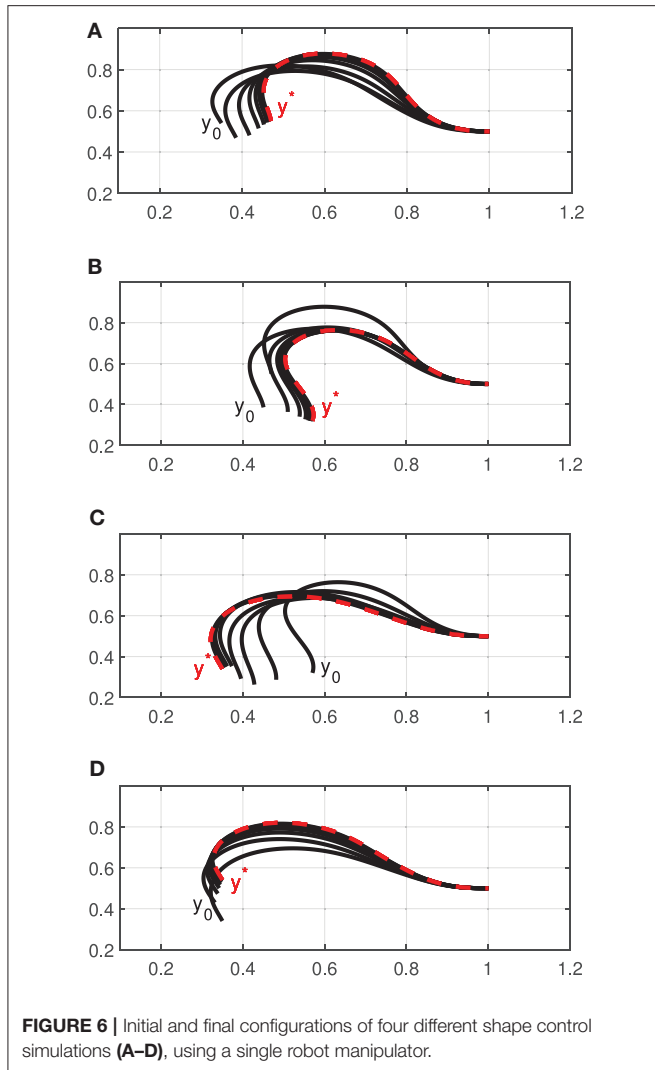 A
0.8
0.6
0.4
0.2
y0
y*
0.2 0.4 0.6 0.8 1 1.2
B
0.8
0.6
0.4
0.2
y0
y*
0.2 0.4 0.6 0.8 1 1.2
C
0.8
0.6
0.4
0.2
y*
y0
0.2 0.4 0.6 0.8 1 1.2
D
0.8
0.6
0.4
0.2
y0
y*
0.2 0.4 0.6 0.8 1 1.2
FIGURE 6 | Initial and final configurations of four different shape control
simulations (A–D), using a single robot manipulator.